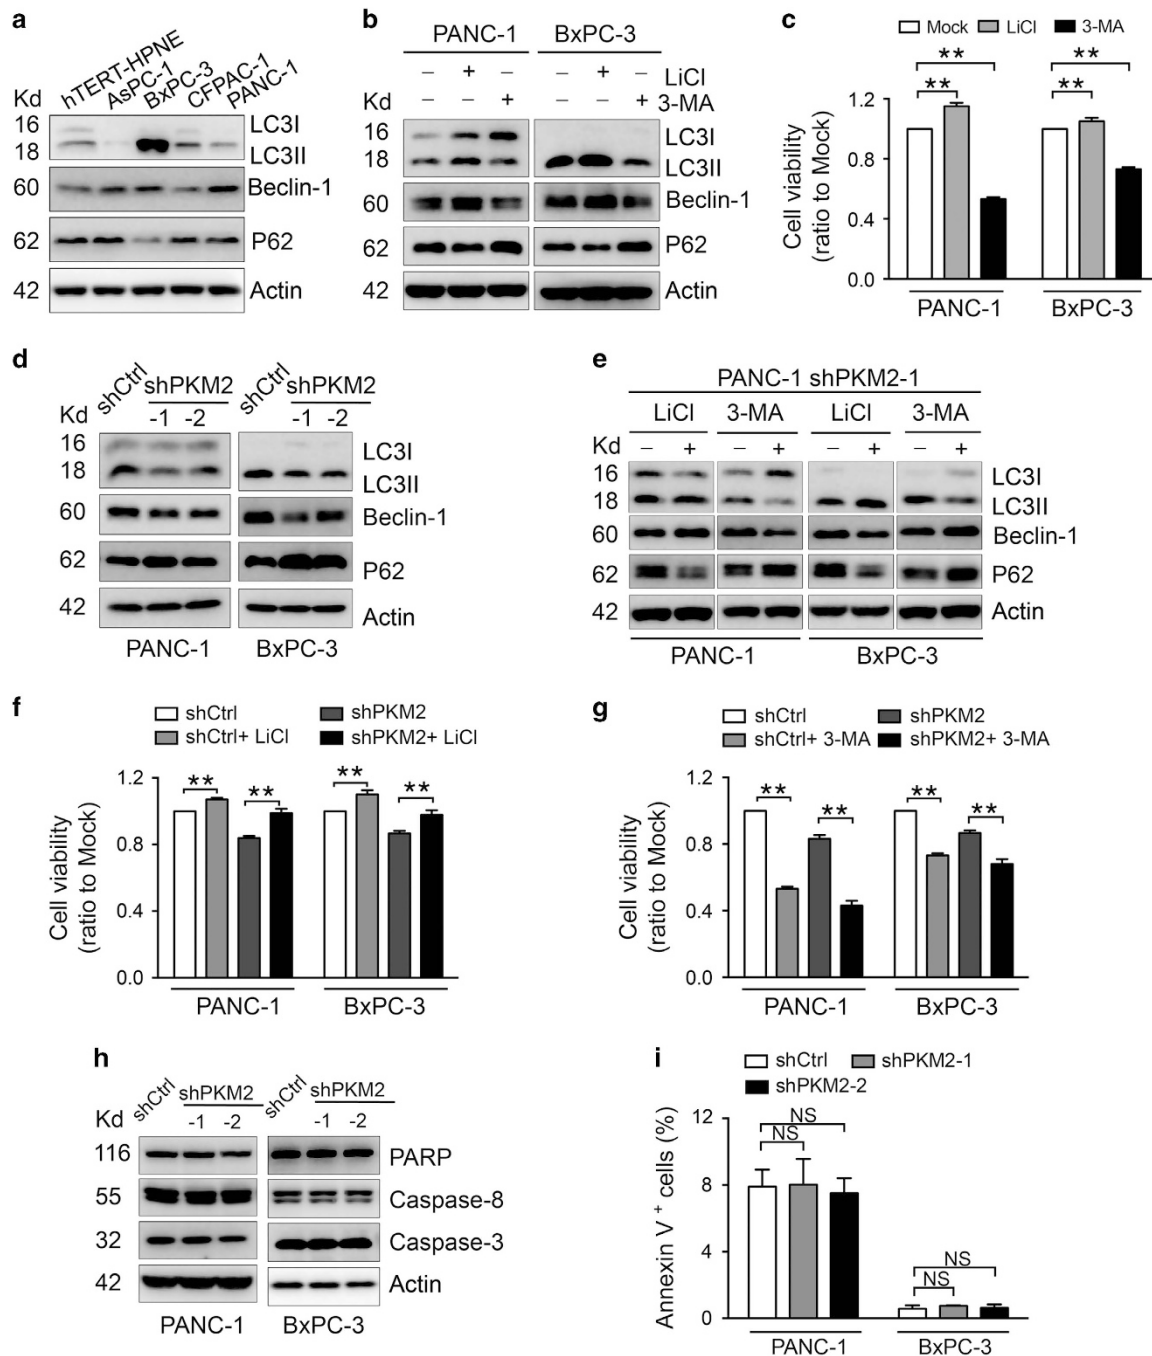 a
hTERT-HPNE
AsPC-1
BxPC-3
CFPAC-1
PANC-1
Kd
16
18
60
62
42
LC3I
LC3II
Beclin-1
P62
Actin
b
PANC-1 BxPC-3
– + – – + – LiCl
Kd – – + – – + 3-MA
16 LC3I
18 LC3II
60 Beclin-1
62 P62
42 Actin
c
Mock LiCl 3-MA
** **
** **
Cell viability
(ratio to Mock)
1.2
0.8
0.4
0.0
PANC-1 BxPC-3
d
shCtrl shPKM2 shCtrl shPKM2
Kd -1 -2 -1 -2
16 LC3I
18 LC3II
60 Beclin-1
62 P62
42 Actin
PANC-1 BxPC-3
e
PANC-1 shPKM2-1
LiCl 3-MA LiCl 3-MA
Kd – + – + – + – +
16 LC3I
18 LC3II
60 Beclin-1
62 P62
42 Actin
PANC-1 BxPC-3
f
shCtrl shPKM2
shCtrl+ LiCl shPKM2+ LiCl
** ** ** **
Cell viability
(ratio to Mock)
1.2
0.8
0.4
0.0
PANC-1 BxPC-3
g
shCtrl shPKM2
shCtrl+ 3-MA shPKM2+ 3-MA
** ** ** **
Cell viability
(ratio to Mock)
1.2
0.8
0.4
0.0
PANC-1 BxPC-3
h
shCtrl shPKM2 shCtrl shPKM2
Kd -1 -2 -1 -2
116 PARP
55 Caspase-8
32 Caspase-3
42 Actin
PANC-1 BxPC-3
i
shCtrl shPKM2-1
shPKM2-2
Annexin V + cells (%)
12
8
4
0
NS
NS
NS
NS
PANC-1 BxPC-3